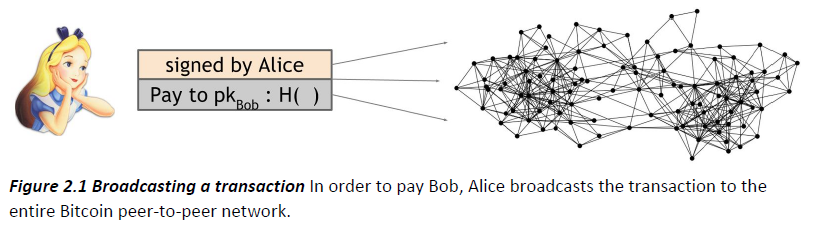 signed by Alice
Pay to pk_Bob : H( )
Figure 2.1 Broadcasting a transaction In order to pay Bob, Alice broadcasts the transaction to the
entire Bitcoin peer-to-peer network.